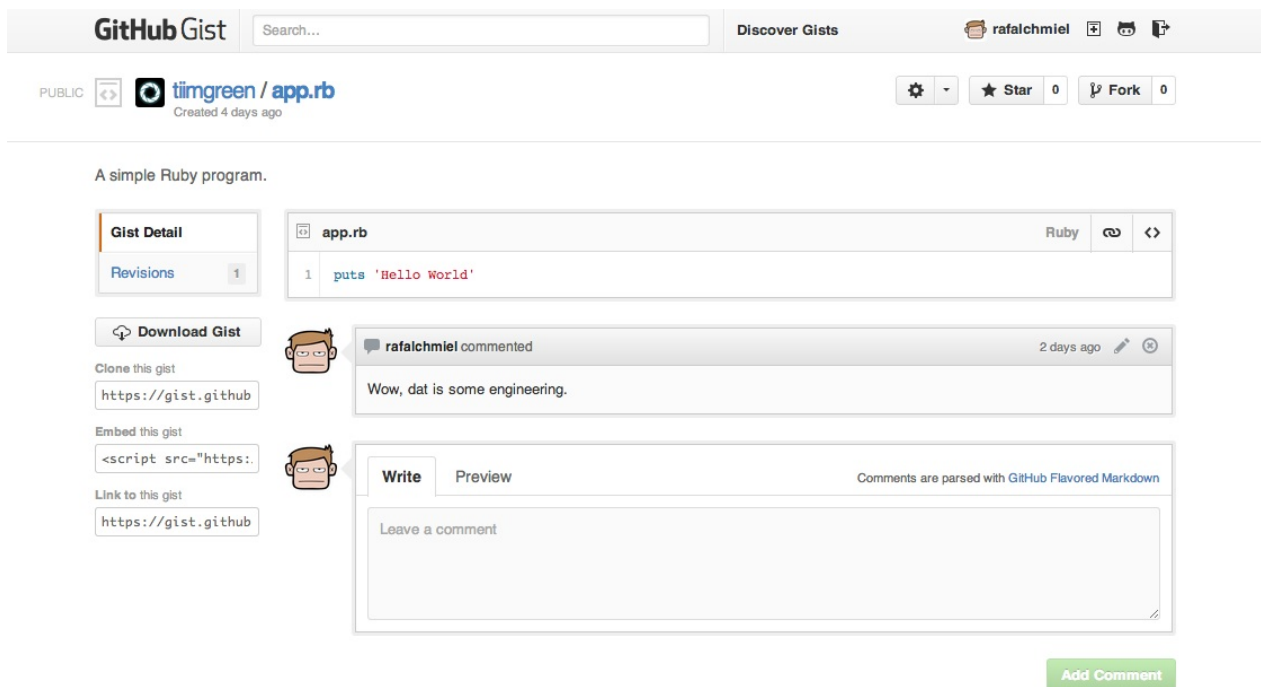 GitHub Gist Search... Discover Gists rafalchmiel
PUBLIC tiimgreen / app.rb Star 0 Fork 0
Created 4 days ago
A simple Ruby program.
Gist Detail
Revisions 1
Download Gist
Clone this gist
https://gist.github
Embed this gist
<script src="https:.
Link to this gist
https://gist.github
app.rb Ruby
1 puts 'Hello World'
rafalchmiel commented 2 days ago
Wow, dat is some engineering.
Write Preview Comments are parsed with GitHub Flavored Markdown
Leave a comment
Add Comment